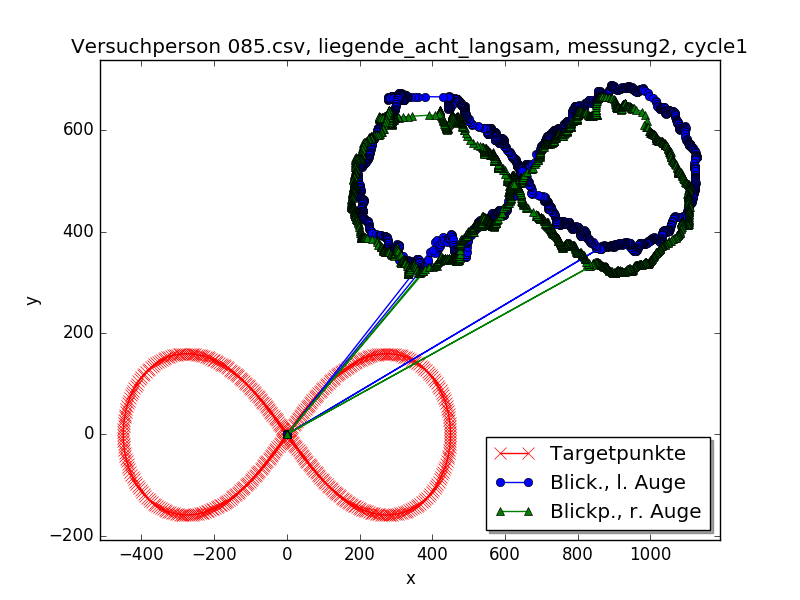 Versuchperson 085.csv, liegende_acht_langsam, messung2, cycle1
600
400
200
0
−200
y
−400
−200
0
200
400
600
800
1000
x
Targetpunkte
Blick., l. Auge
Blickp., r. Auge